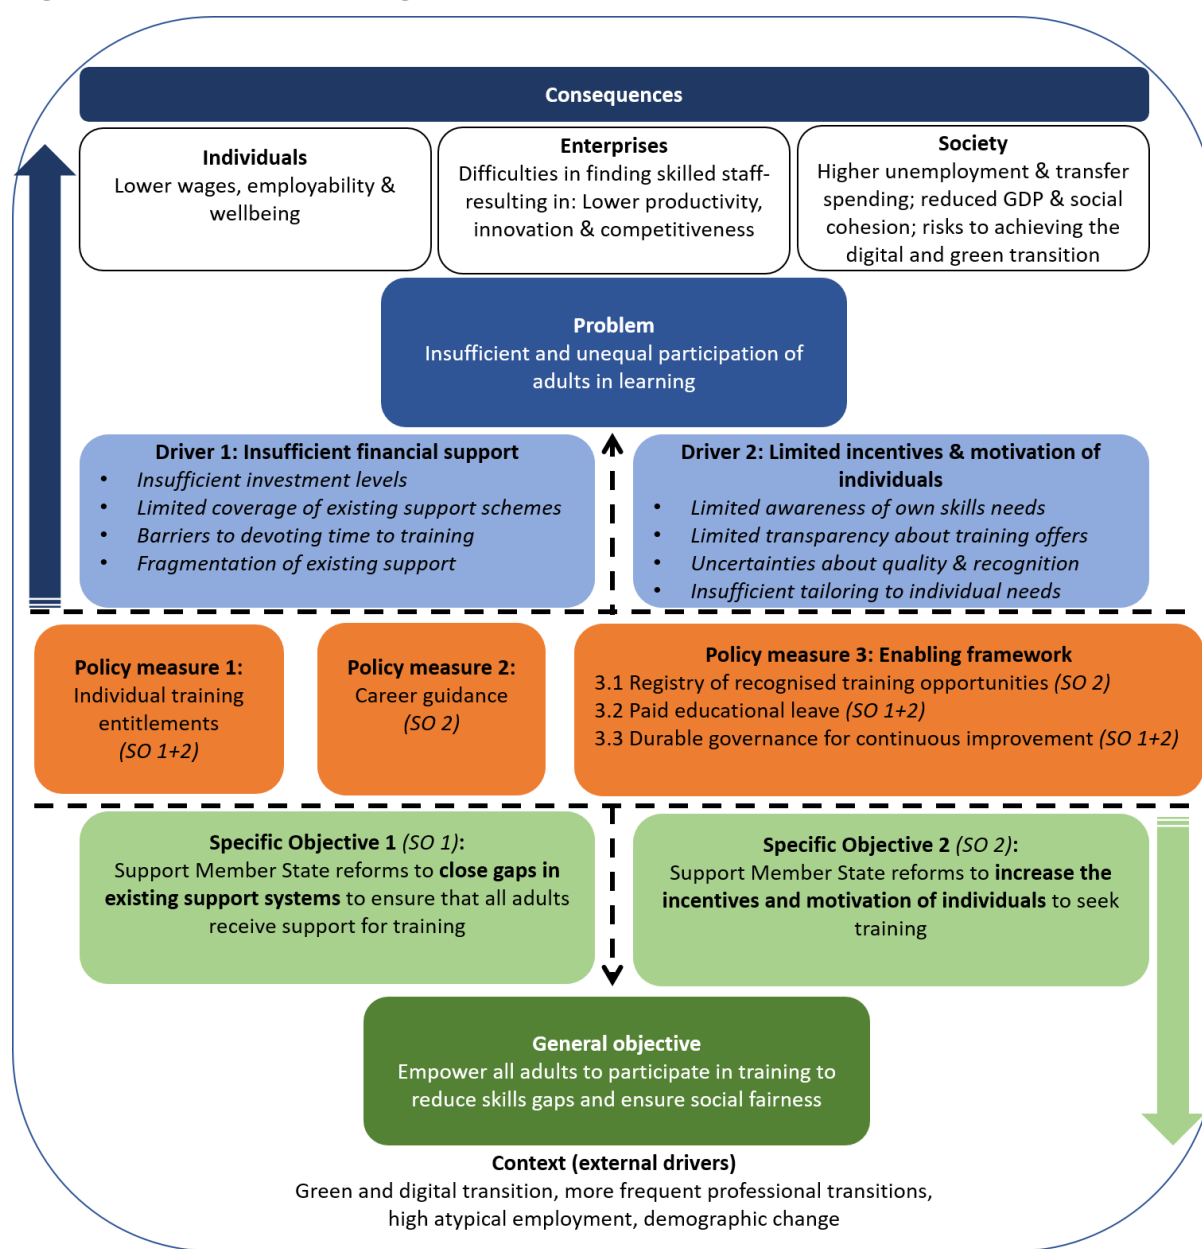 Consequences
Individuals
Lower wages, employability &
wellbeing
Enterprises
Difficulties in finding skilled staff-
resulting in: Lower productivity,
innovation & competitiveness
Society
Higher unemployment & transfer
spending; reduced GDP & social
cohesion; risks to achieving the
digital and green transition
Problem
Insufficient and unequal participation of
adults in learning
Driver 1: Insufficient financial support
• Insufficient investment levels
• Limited coverage of existing support schemes
• Barriers to devoting time to training
• Fragmentation of existing support
Driver 2: Limited incentives & motivation of
individuals
• Limited awareness of own skills needs
• Limited transparency about training offers
• Uncertainties about quality & recognition
• Insufficient tailoring to individual needs
Policy measure 1:
Individual training
entitlements
(SO 1+2)
Policy measure 2:
Career guidance
(SO 2)
Policy measure 3: Enabling framework
3.1 Registry of recognised training opportunities (SO 2)
3.2 Paid educational leave (SO 1+2)
3.3 Durable governance for continuous improvement (SO 1+2)
Specific Objective 1 (SO 1):
Support Member State reforms to close gaps in
existing support systems to ensure that all adults
receive support for training
Specific Objective 2 (SO 2):
Support Member State reforms to increase the
incentives and motivation of individuals to seek
training
General objective
Empower all adults to participate in training to
reduce skills gaps and ensure social fairness
Context (external drivers)
Green and digital transition, more frequent professional transitions,
high atypical employment, demographic change